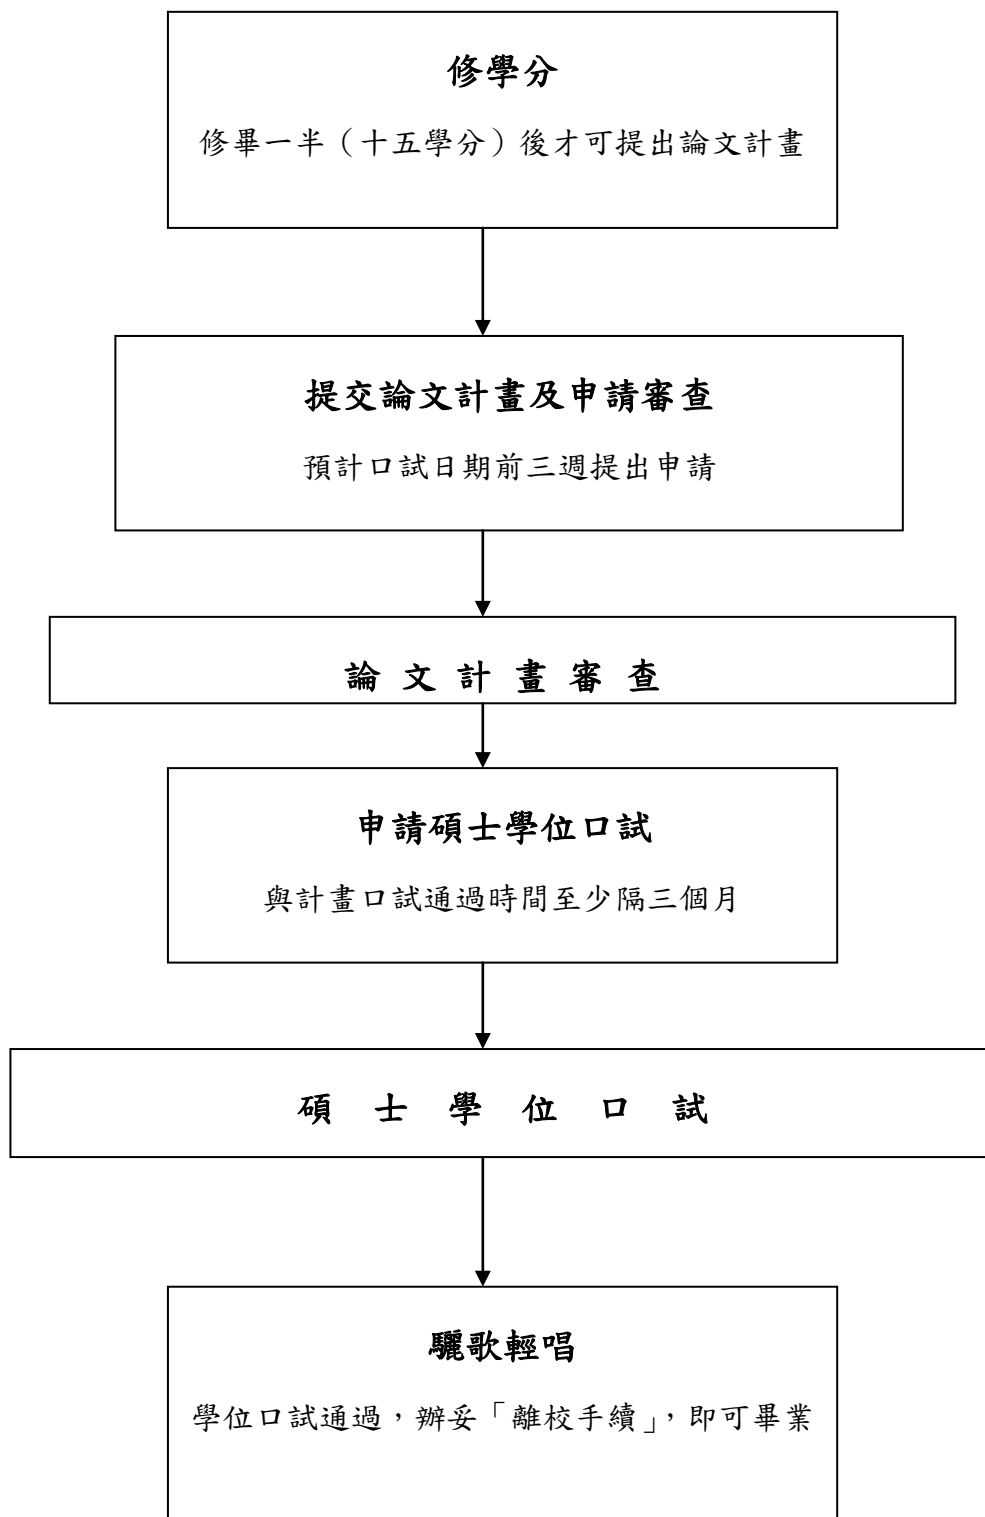 修學分
修畢一半（十五學分）後才可提出論文計畫
提交論文計畫及申請審查
預計口試日期前三週提出申請
論文計畫審查
申請碩士學位口試
與計畫口試通過時間至少隔三個月
碩士學位口試
驪歌輕唱
學位口試通過，辦妥「離校手續」，即可畢業